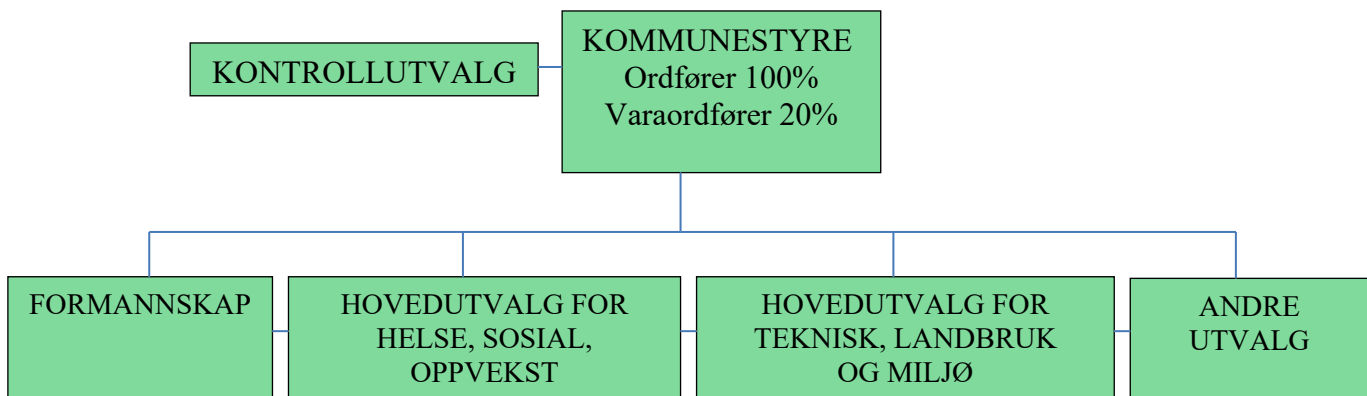 KONTROLLUTVALG
KOMMUNESTYRE
Ordfører 100%
Varaordfører 20%
FORMANNSKAP
HOVEDUTVALG FOR
HELSE, SOSIAL,
OPPVEKST
HOVEDUTVALG FOR
TEKNISK, LANDBRUK
OG MILJØ
ANDRE
UTVALG